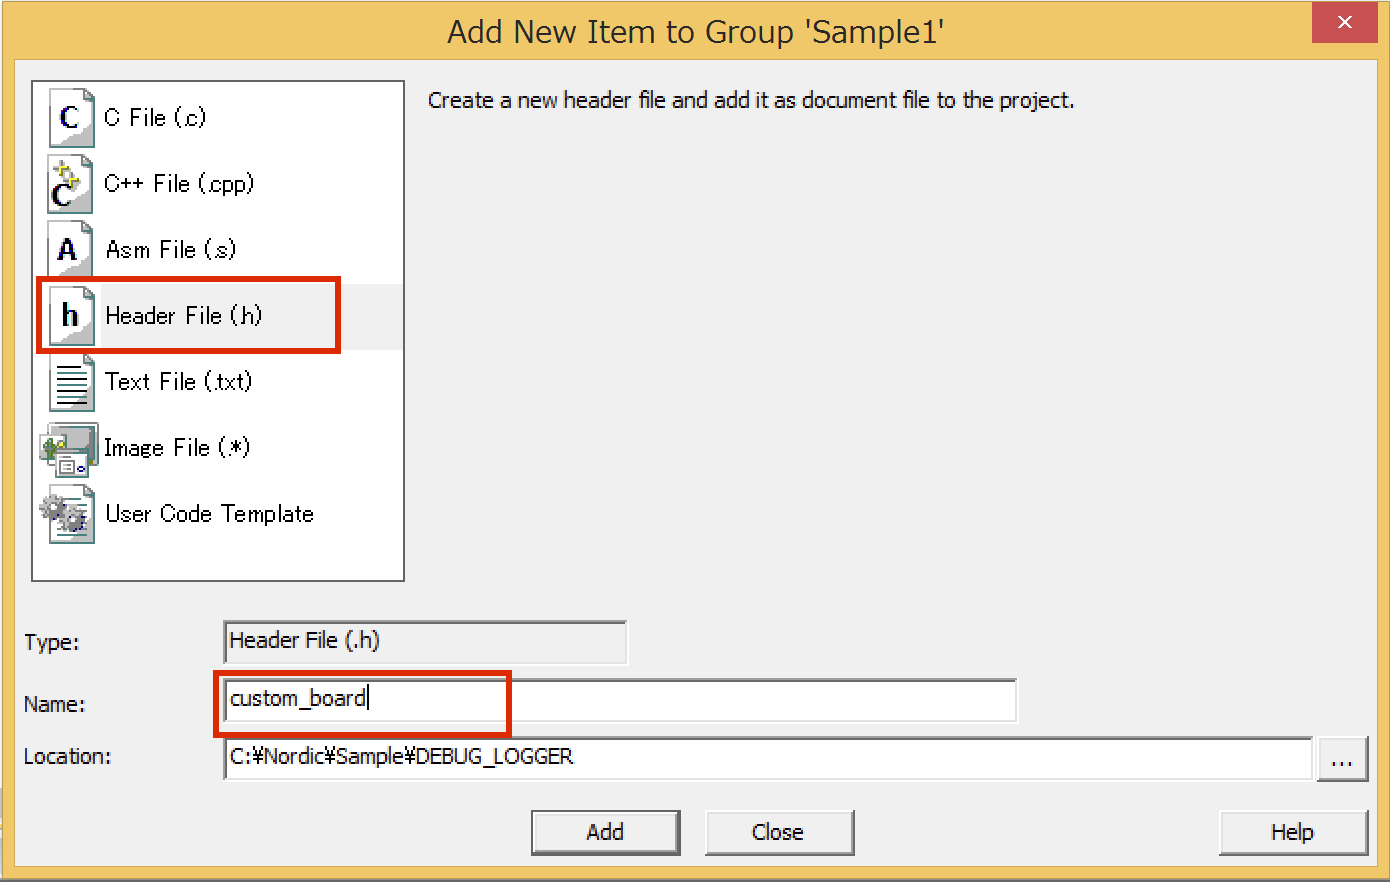 Add New Item to Group 'Sample1'
C File (.c)
C++ File (.cpp)
Asm File (.s)
Header File (.h)
Text File (.txt)
Image File (.*)
User Code Template
Create a new header file and add it as document file to the project.
Type:
Header File (.h)
Name:
custom_board
Location:
C:¥Nordic¥Sample¥DEBUG_LOGGER
...
Add
Close
Help